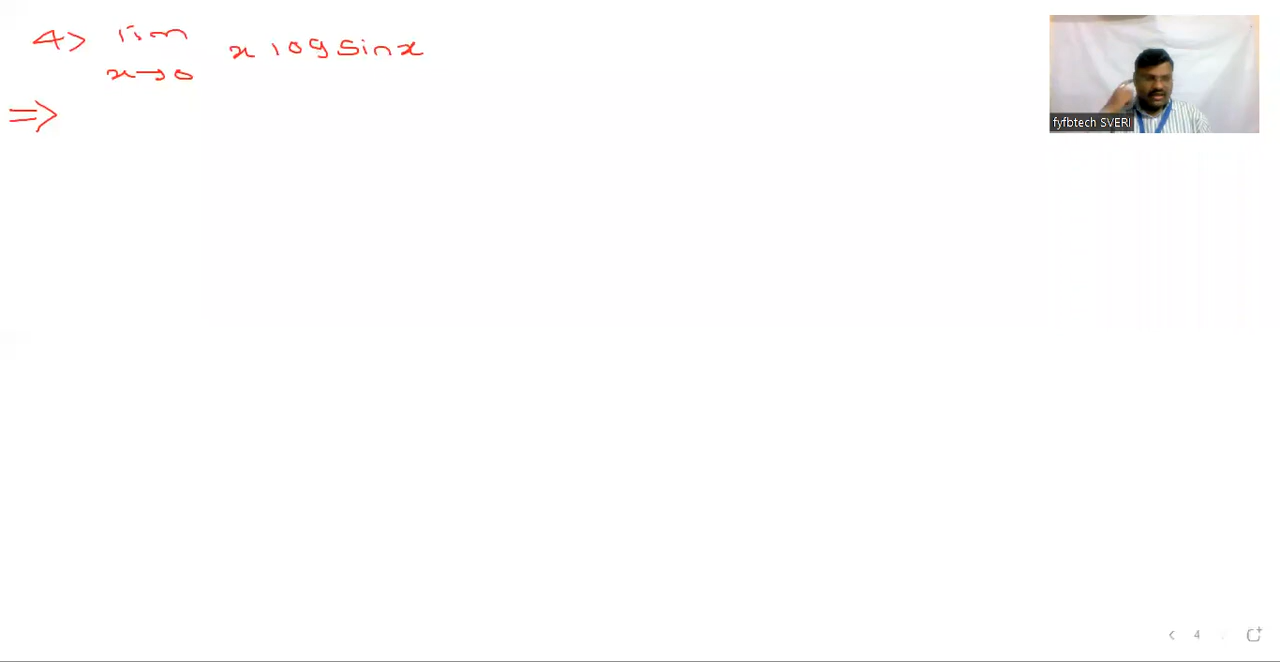 4> lim x→0 x log sin x
⇒
fyfbtech SVERI
< 4